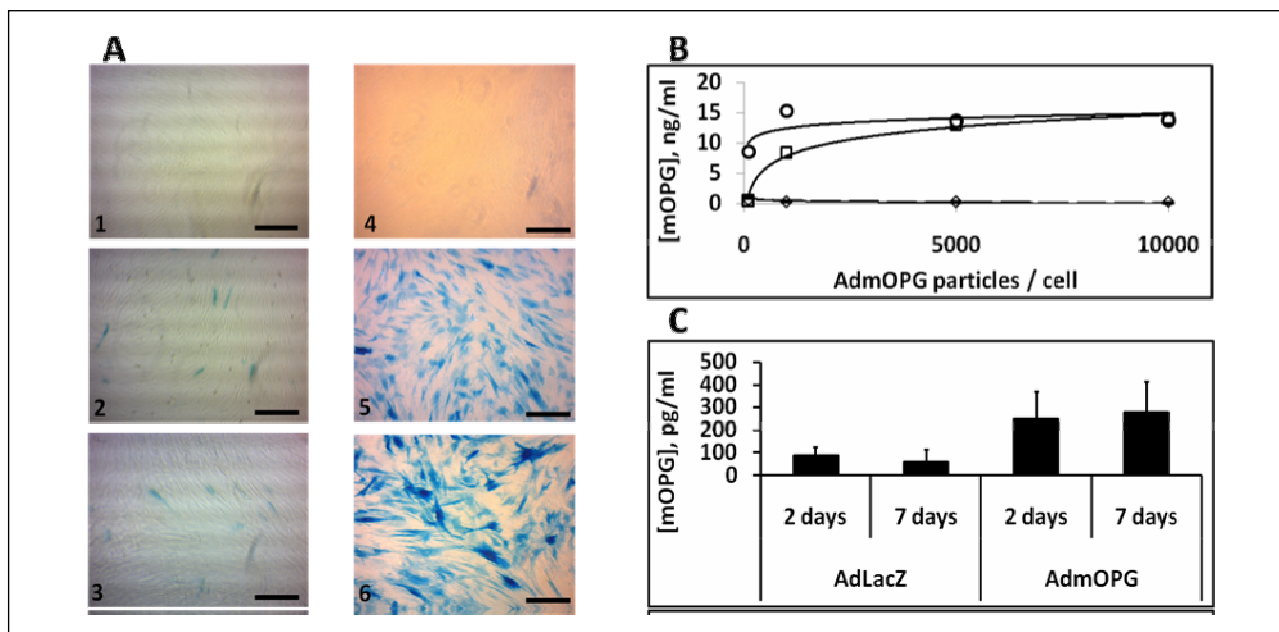 A
1
2
3
4
5
6
B
20
15
10
5
0
[mOPG], ng/ml
0 5000 10000
AdmOPG particles / cell
C
500
400
300
200
100
0
[mOPG], pg/ml
2 days 7 days 2 days 7 days
AdLacZ AdmOPG